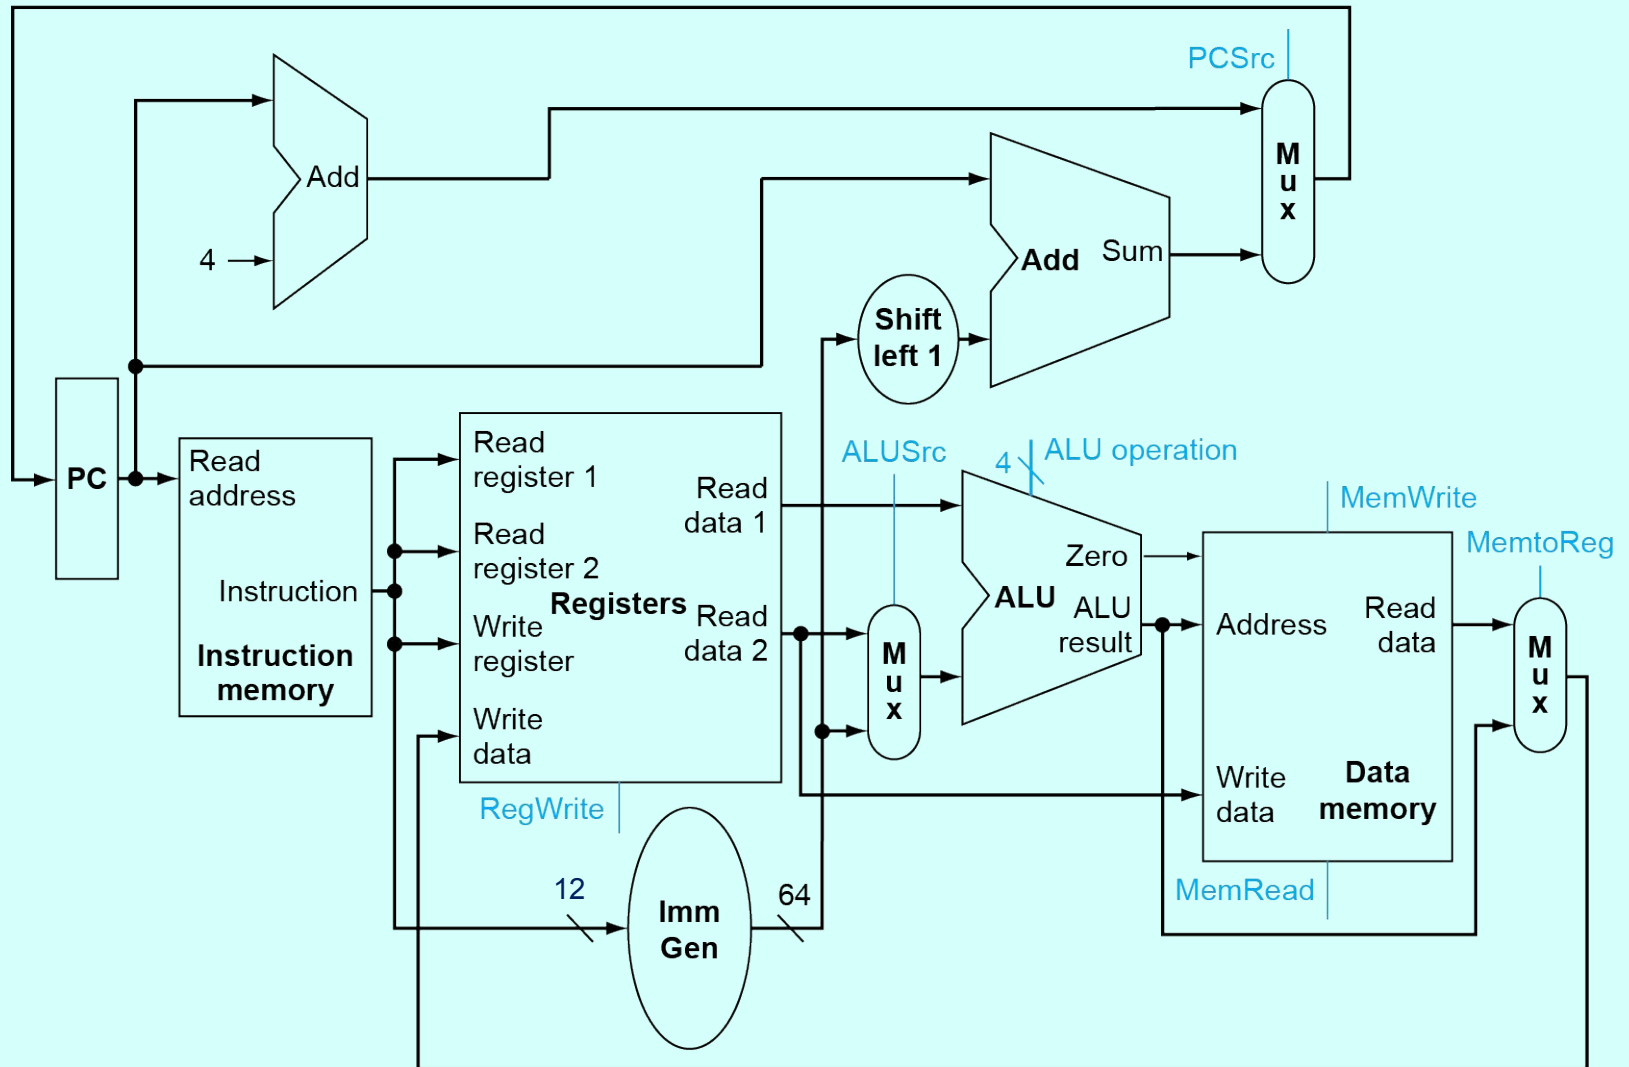 PCSrc
M
u
x
Add
4
Add Sum
Shift
left 1
PC
Read
address
Instruction
Instruction
memory
Read
register 1
Read
register 2
Write
register
Write
data
Registers
Read
data 1
Read
data 2
RegWrite
12
Imm
Gen
64
ALUSrc
M
u
x
4
ALU operation
Zero
ALU
ALU
result
MemWrite
Address
Read
data
Write
data
Data
memory
MemRead
MemtoReg
M
u
x